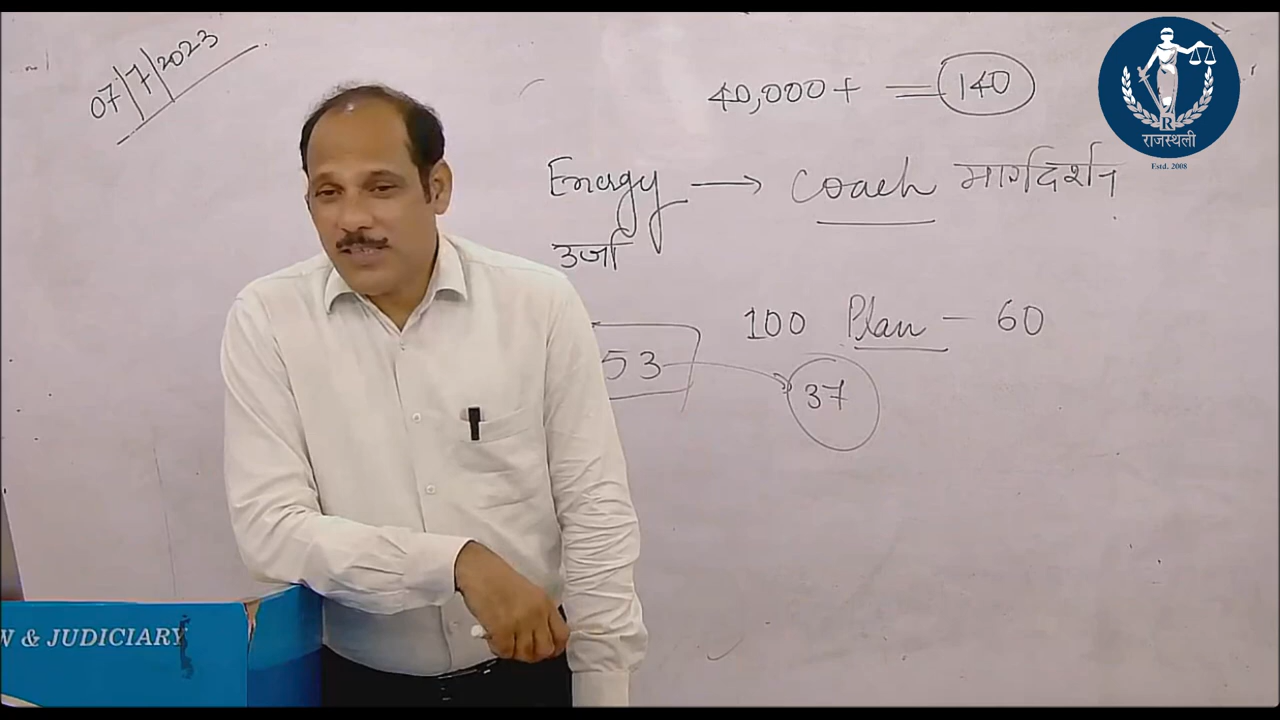 07/7/2023
40,000+ = 140
राजस्थली
Estd. 2008
Energy → coach मार्गदर्शन
उर्जा
100 Plan - 60
53 → 37
W & JUDICIARY